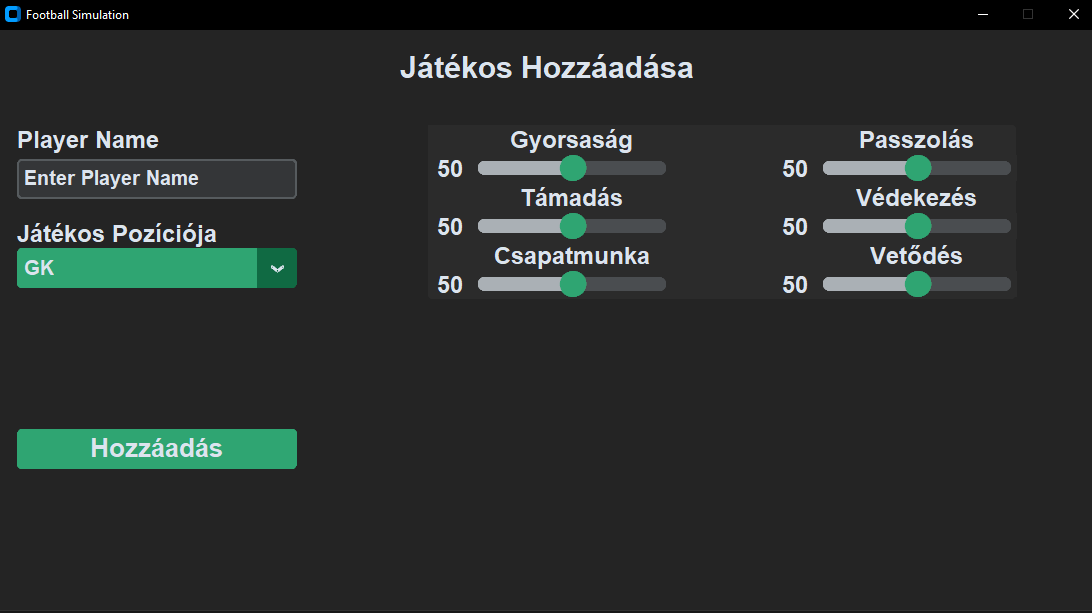 Football Simulation
Játékos Hozzáadása
Player Name
Enter Player Name
Játékos Pozíciója
GK
Hozzáadás
Gyorsaság
50
Támadás
50
Csapatmunka
50
Passzolás
50
Védekezés
50
Vetődés
50